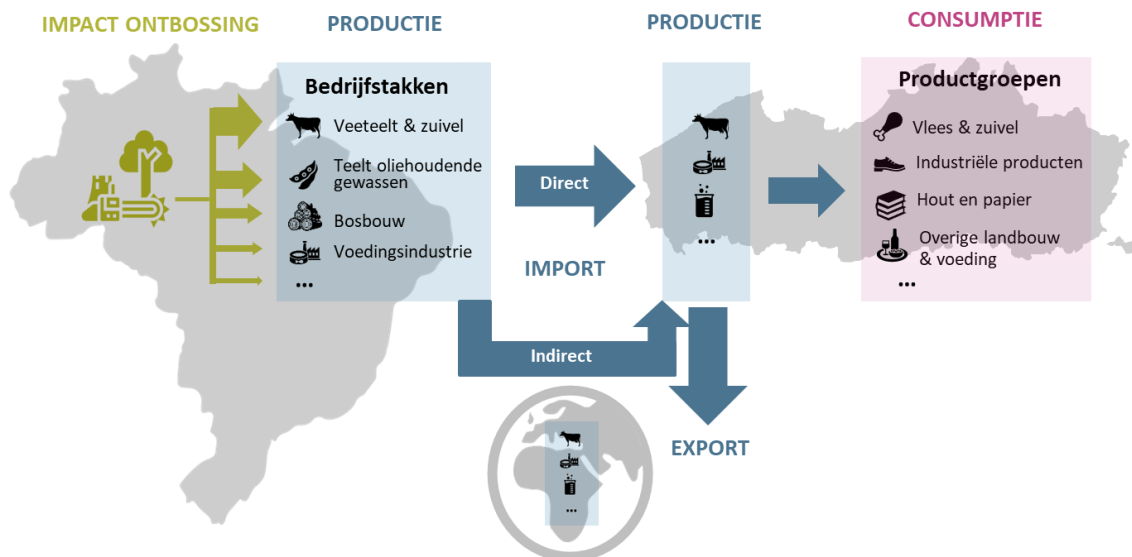 IMPACT ONTBOSSING
PRODUCTIE
PRODUCTIE
CONSUMPTIE
Bedrijfstakken
Veeteelt & zuivel
Teelt oliehoudende
gewassen
Bosbouw
Voedingsindustrie
...
Direct
IMPORT
Indirect
...
EXPORT
...
Productgroepen
Vlees & zuivel
Industriële producten
Hout en papier
Overige landbouw
& voeding
...